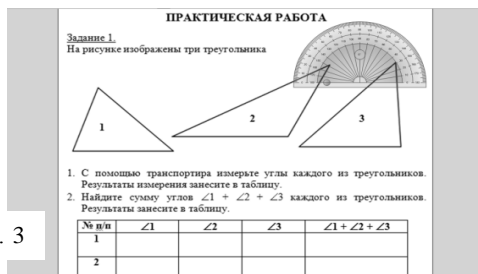 ПРАКТИЧЕСКАЯ РАБОТА
Задание 1.
На рисунке изображены три треугольника
1
2
3
1. С помощью транспортира измерьте углы каждого из треугольников.
Результаты измерения занесите в таблицу.
2. Найдите сумму углов ∠1 + ∠2 + ∠3 каждого из треугольников.
Результаты занесите в таблицу.
. 3
№ п/п ∠1 ∠2 ∠3 ∠1 + ∠2 + ∠3
1
2